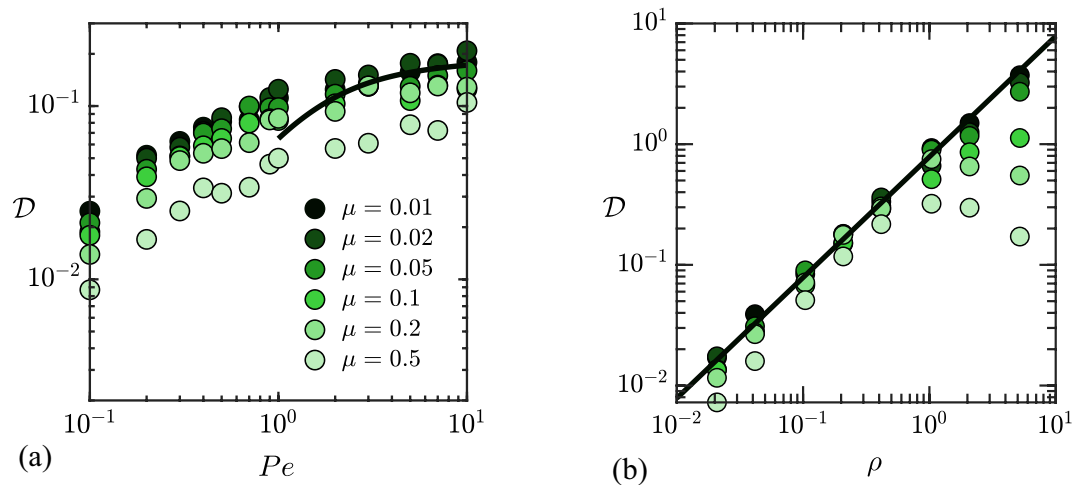 10^{-1}
10^{-2}
\mathcal{D}
μ = 0.01
μ = 0.02
μ = 0.05
μ = 0.1
μ = 0.2
μ = 0.5
10^{-1}
10^{0}
10^{1}
(a)
Pe
10^{1}
10^{0}
10^{-1}
10^{-2}
\mathcal{D}
10^{-2}
10^{-1}
10^{0}
10^{1}
(b)
ρ